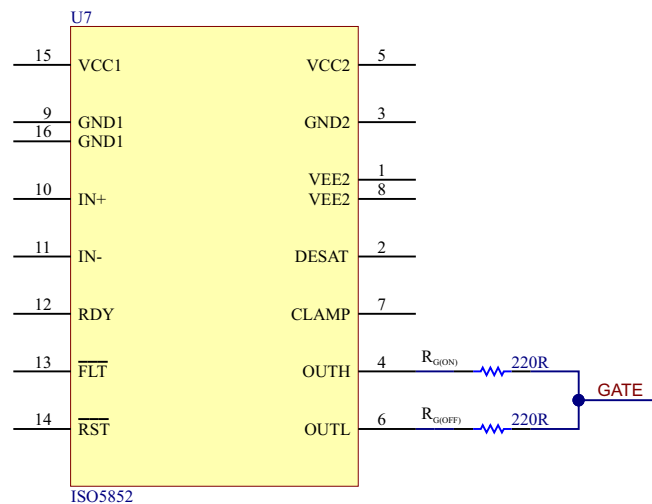 U7
15 VCC1 VCC2 5
9 GND1 GND2 3
16 GND1
VEE2 1
10 IN+ VEE2 8
11 IN- DESAT 2
12 RDY CLAMP 7
13 FLT OUTH 4 RG(ON) 220R
GATE
14 RST OUTL 6 RG(OFF) 220R
ISO5852